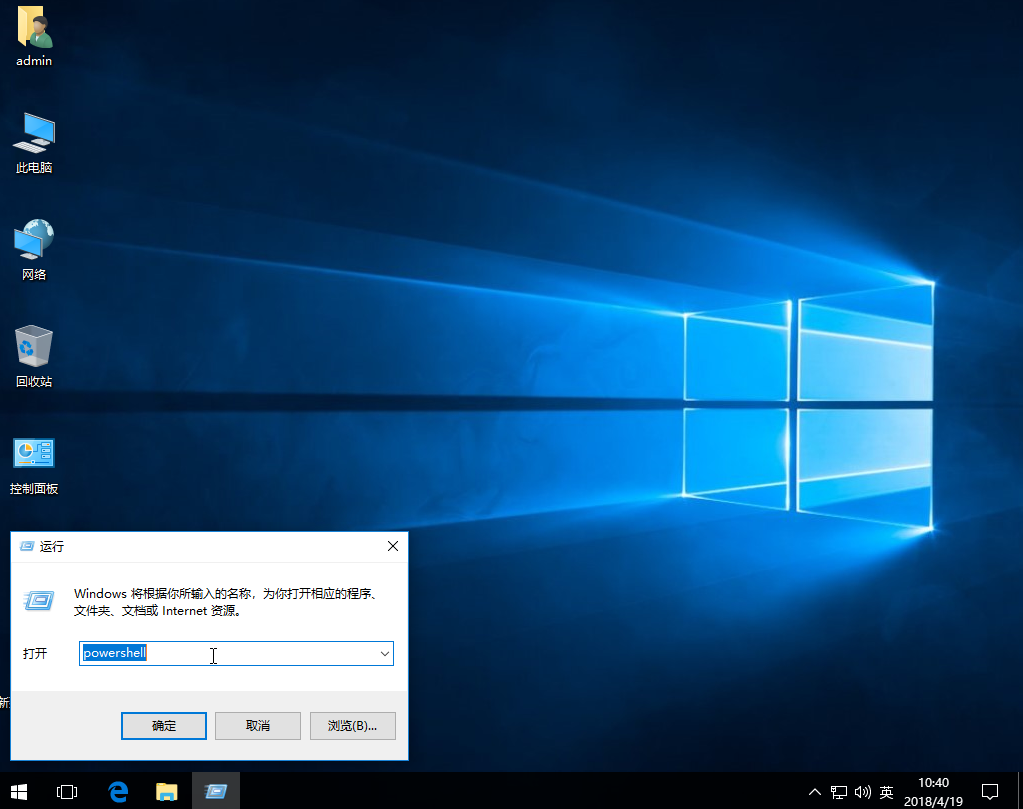 admin
此电脑
网络
回收站
控制面板
运行
Windows 将根据你所输入的名称，为你打开相应的程序、
文件夹、文档或 Internet 资源。
打开
powershell
新
确定
取消
浏览(B)...
英
10:40
2018/4/19